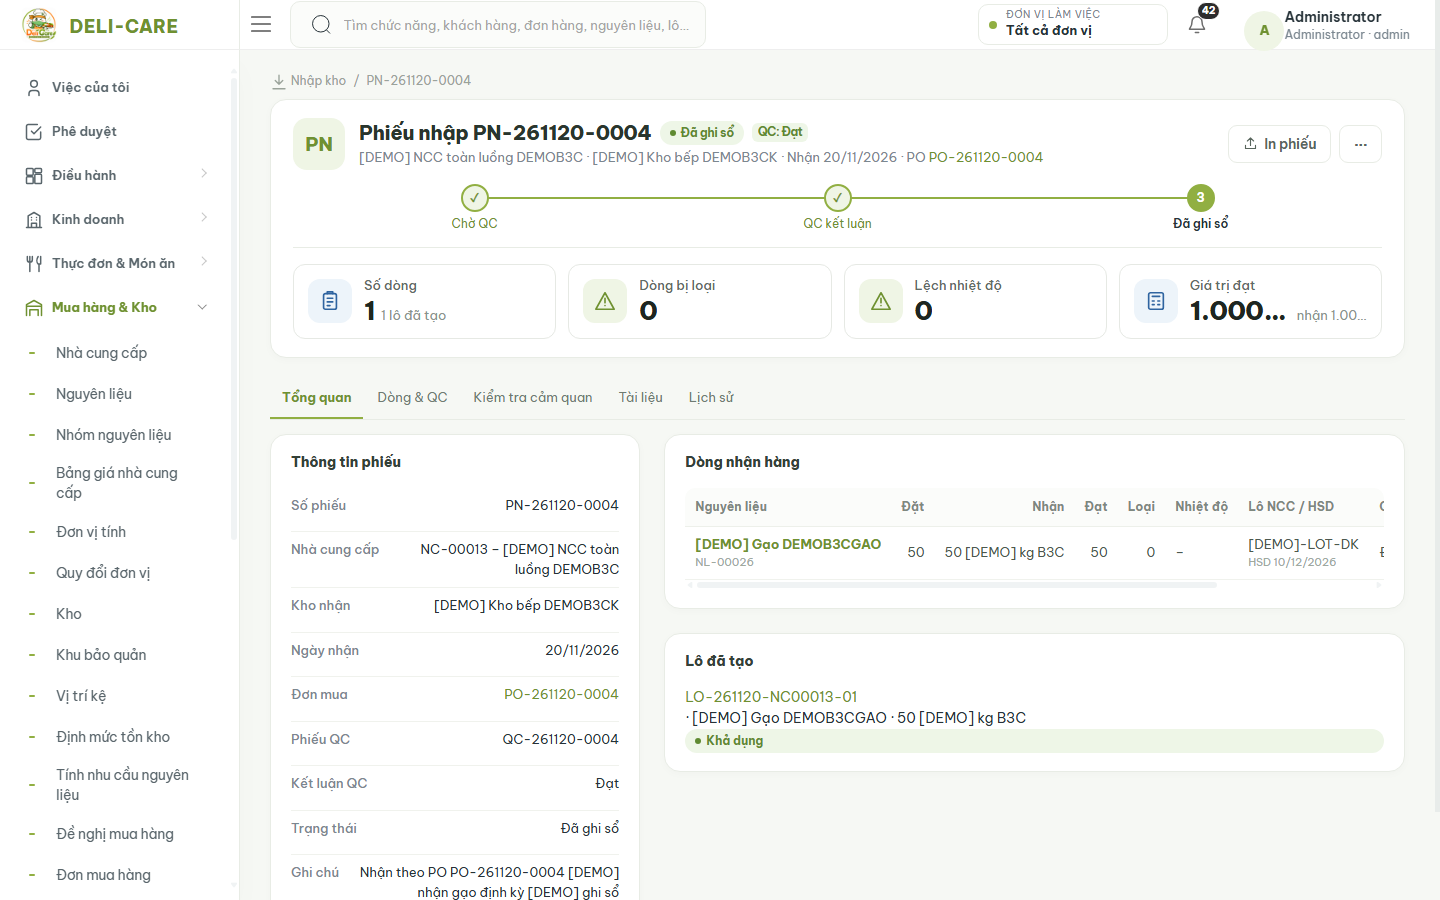 DELI-CARE
Tìm chức năng, khách hàng, đơn hàng, nguyên liệu, lô...
ĐƠN VỊ LÀM VIỆC
Tất cả đơn vị
42
A
Administrator
Administrator · admin
Việc của tôi
Phê duyệt
Điều hành
Kinh doanh
Thực đơn & Món ăn
Mua hàng & Kho
Nhà cung cấp
Nguyên liệu
Nhóm nguyên liệu
Bảng giá nhà cung
cấp
Đơn vị tính
Quy đổi đơn vị
Kho
Khu bảo quản
Vị trí kệ
Định mức tồn kho
Tính nhu cầu nguyên
liệu
Đề nghị mua hàng
Đơn mua hàng
Nhập kho / PN-261120-0004
PN
Phiếu nhập PN-261120-0004
Đã ghi sổ
QC: Đạt
[DEMO] NCC toàn luồng DEMOB3C · [DEMO] Kho bếp DEMOB3CK · Nhận 20/11/2026 · PO PO-261120-0004
In phiếu
...
✓ ✓ 3
Chờ QC
QC kết luận
Đã ghi sổ
Số dòng
1 1 lô đã tạo
Dòng bị loại
0
Lệch nhiệt độ
0
Giá trị đạt
1.000... nhận 1.00...
Tổng quan
Dòng & QC
Kiểm tra cảm quan
Tài liệu
Lịch sử
Thông tin phiếu
Số phiếu PN-261120-0004
Nhà cung cấp NC-00013 – [DEMO] NCC toàn
luồng DEMOB3C
Kho nhận [DEMO] Kho bếp DEMOB3CK
Ngày nhận 20/11/2026
Đơn mua PO-261120-0004
Phiếu QC QC-261120-0004
Kết luận QC Đạt
Trạng thái Đã ghi sổ
Ghi chú Nhận theo PO PO-261120-0004 [DEMO]
nhận gạo định kỳ [DEMO] ghi sổ
Dòng nhận hàng
Nguyên liệu Đặt Nhận Đạt Loại Nhiệt độ Lô NCC / HSD
[DEMO] Gạo DEMOB3CGAO 50 50 [DEMO] kg B3C 50 0 – [DEMO]-LOT-DK
NL-00026 HSD 10/12/2026
Lô đã tạo
LO-261120-NC00013-01
· [DEMO] Gạo DEMOB3CGAO · 50 [DEMO] kg B3C
Khả dụng